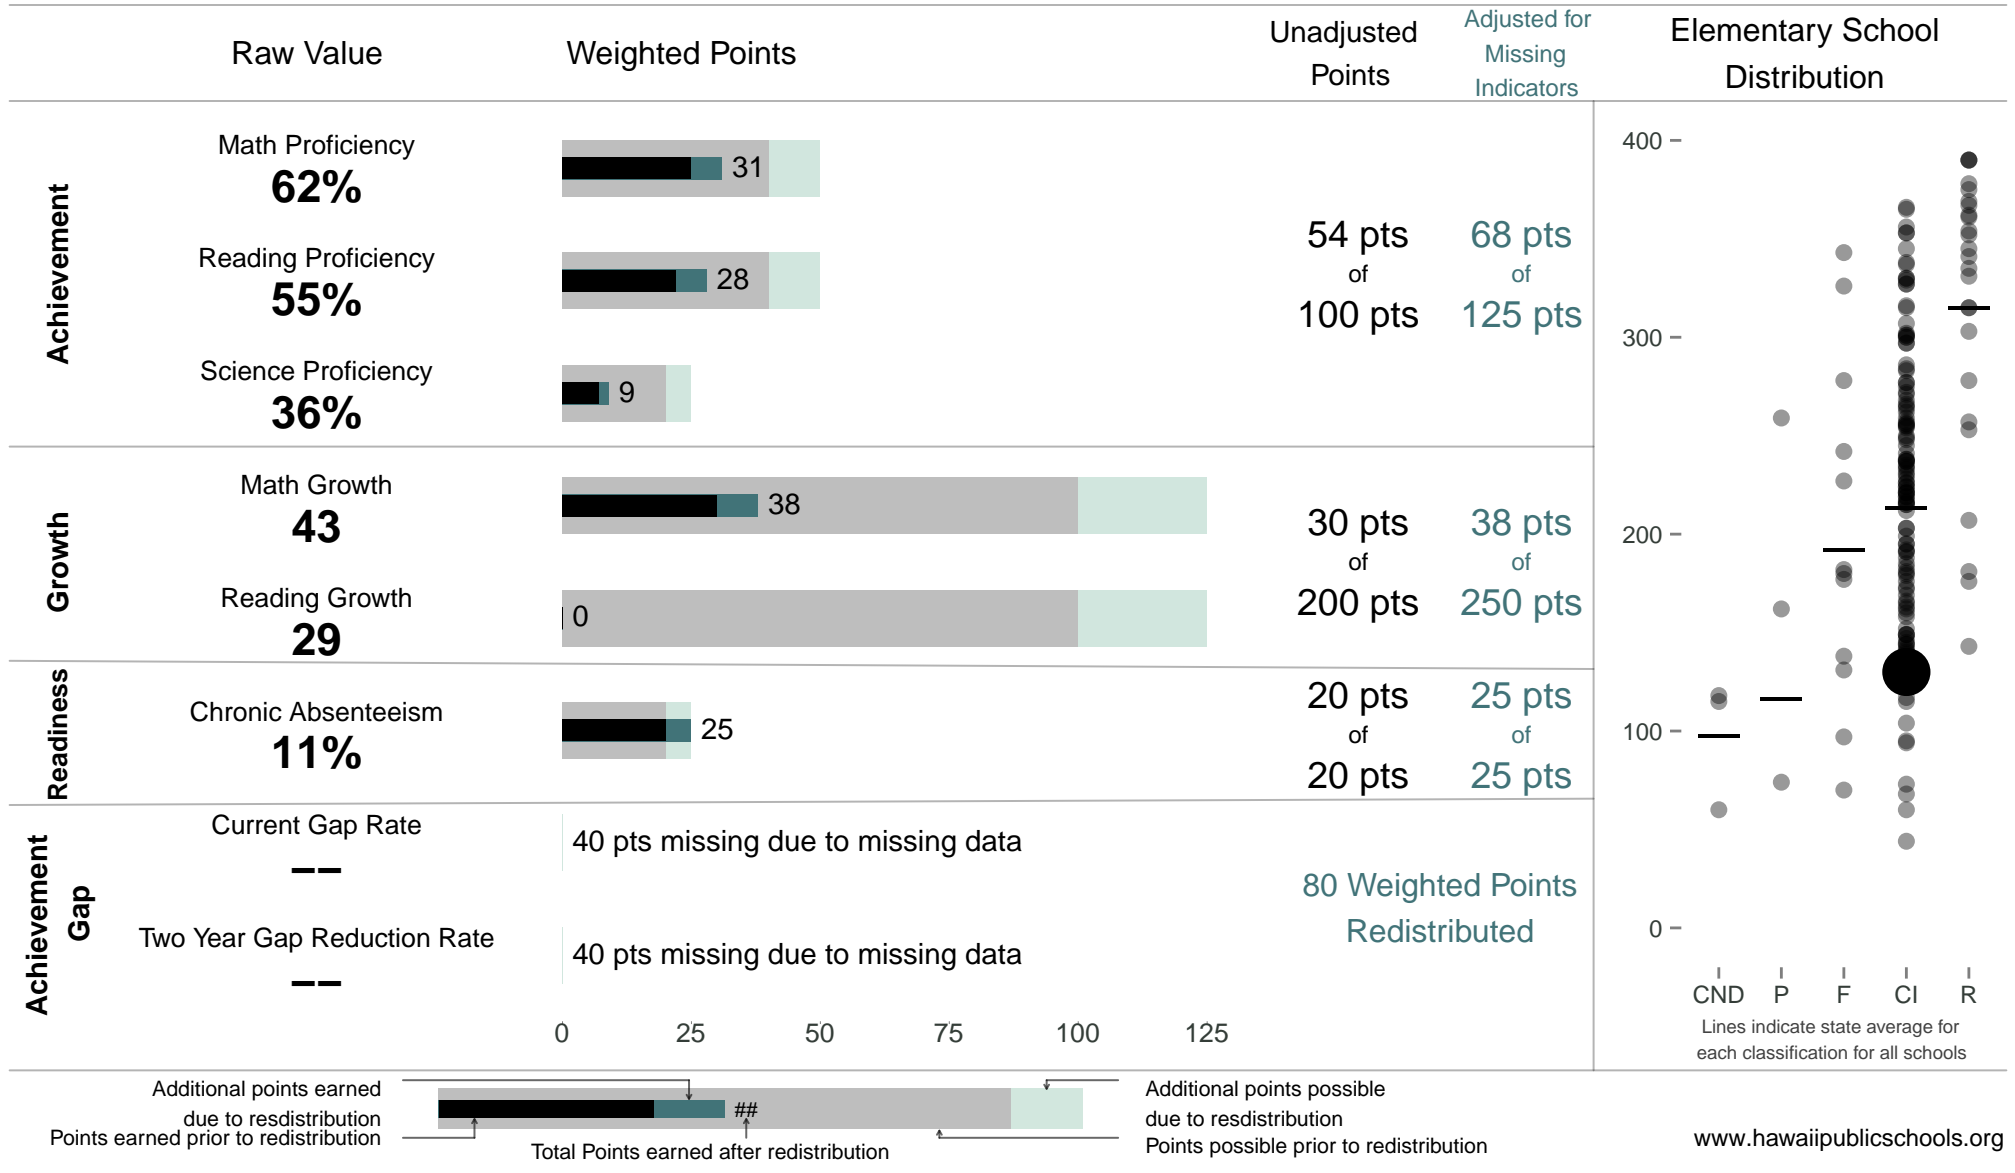 Raw Value
Weighted Points
Unadjusted
Points
Adjusted for
Missing
Indicators
Elementary School
Distribution
Achievement
Math Proficiency
62%
31
Reading Proficiency
55%
28
Science Proficiency
36%
9
54 pts
of
100 pts
68 pts
of
125 pts
Growth
Math Growth
43
38
Reading Growth
29
0
30 pts
of
200 pts
38 pts
of
250 pts
Readiness
Chronic Absenteeism
11%
25
20 pts
of
20 pts
25 pts
of
25 pts
Achievement
Gap
Current Gap Rate
––
40 pts missing due to missing data
Two Year Gap Reduction Rate
––
40 pts missing due to missing data
80 Weighted Points
Redistributed
0 25 50 75 100 125
400
300
200
100
0
CND P F CI R
Lines indicate state average for
each classification for all schools
Additional points earned
due to resdistribution
Points earned prior to redistribution
##
Total Points earned after redistribution
Additional points possible
due to resdistribution
Points possible prior to redistribution
www.hawaiipublicschools.org